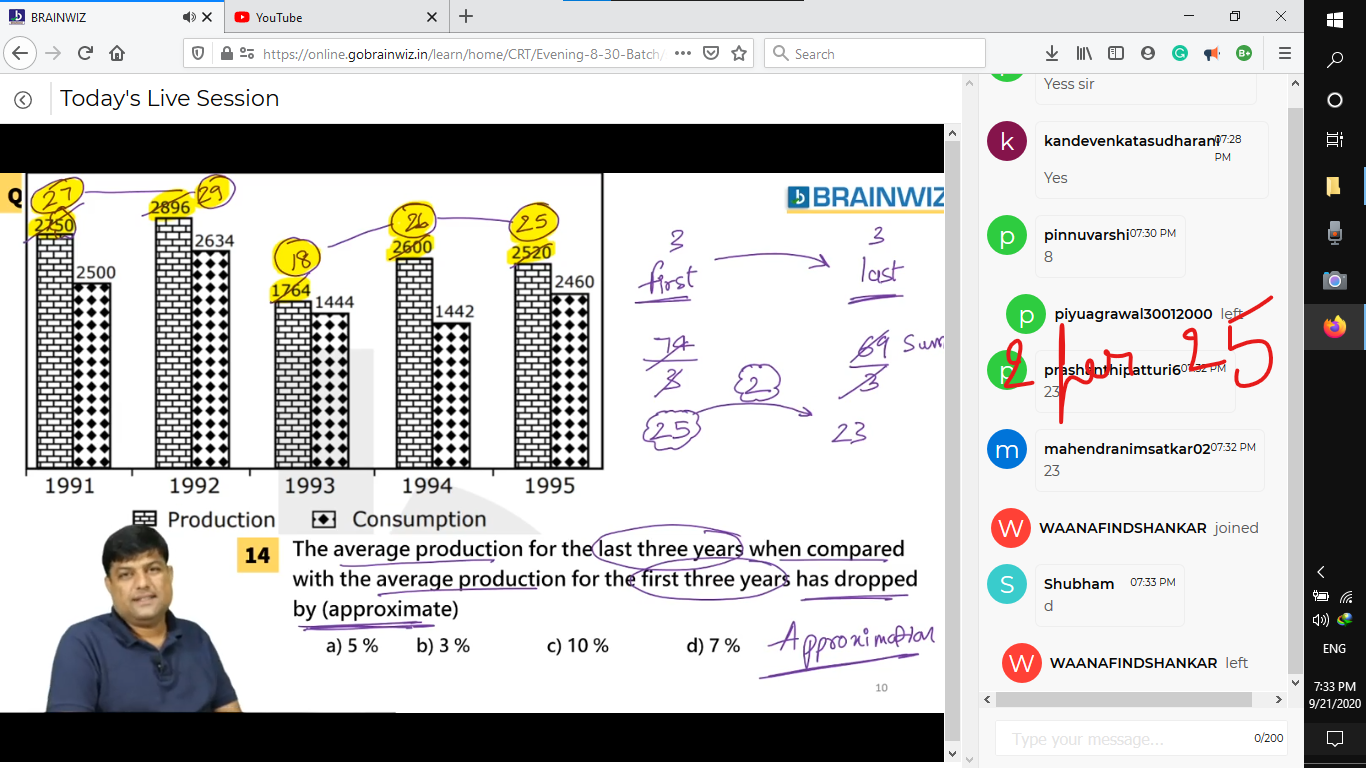 BRAINWIZ
YouTube
https://online.gobrainwiz.in/learn/home/CRT/Evening-8-30-Batch/
Search
Today's Live Session
Q
27
29
18
26
25
2750
2896
2634
2500
1764
1444
2600
1442
2520
2460
1991 1992 1993 1994 1995
Production Consumption
BRAINWIZ
3 3
first last
74 69 Sum
3 3
2
25 23
14 The average production for the last three years when compared
with the average production for the first three years has dropped
by (approximate)
a) 5 % b) 3 % c) 10 % d) 7 %
Approximation
10
Yess sir
k kandevenkatasudharani 07:28 PM
Yes
p pinnuvarshi 07:30 PM
8
p piyuagrawal30012000 left
p prashanthipatturi6 07:32 PM
23
2 for 25
m mahendranimsatkar02 07:32 PM
23
W WAANAFINDSHANKAR joined
S Shubham 07:33 PM
d
W WAANAFINDSHANKAR left
Type your message...
0/200
ENG
7:33 PM
9/21/2020